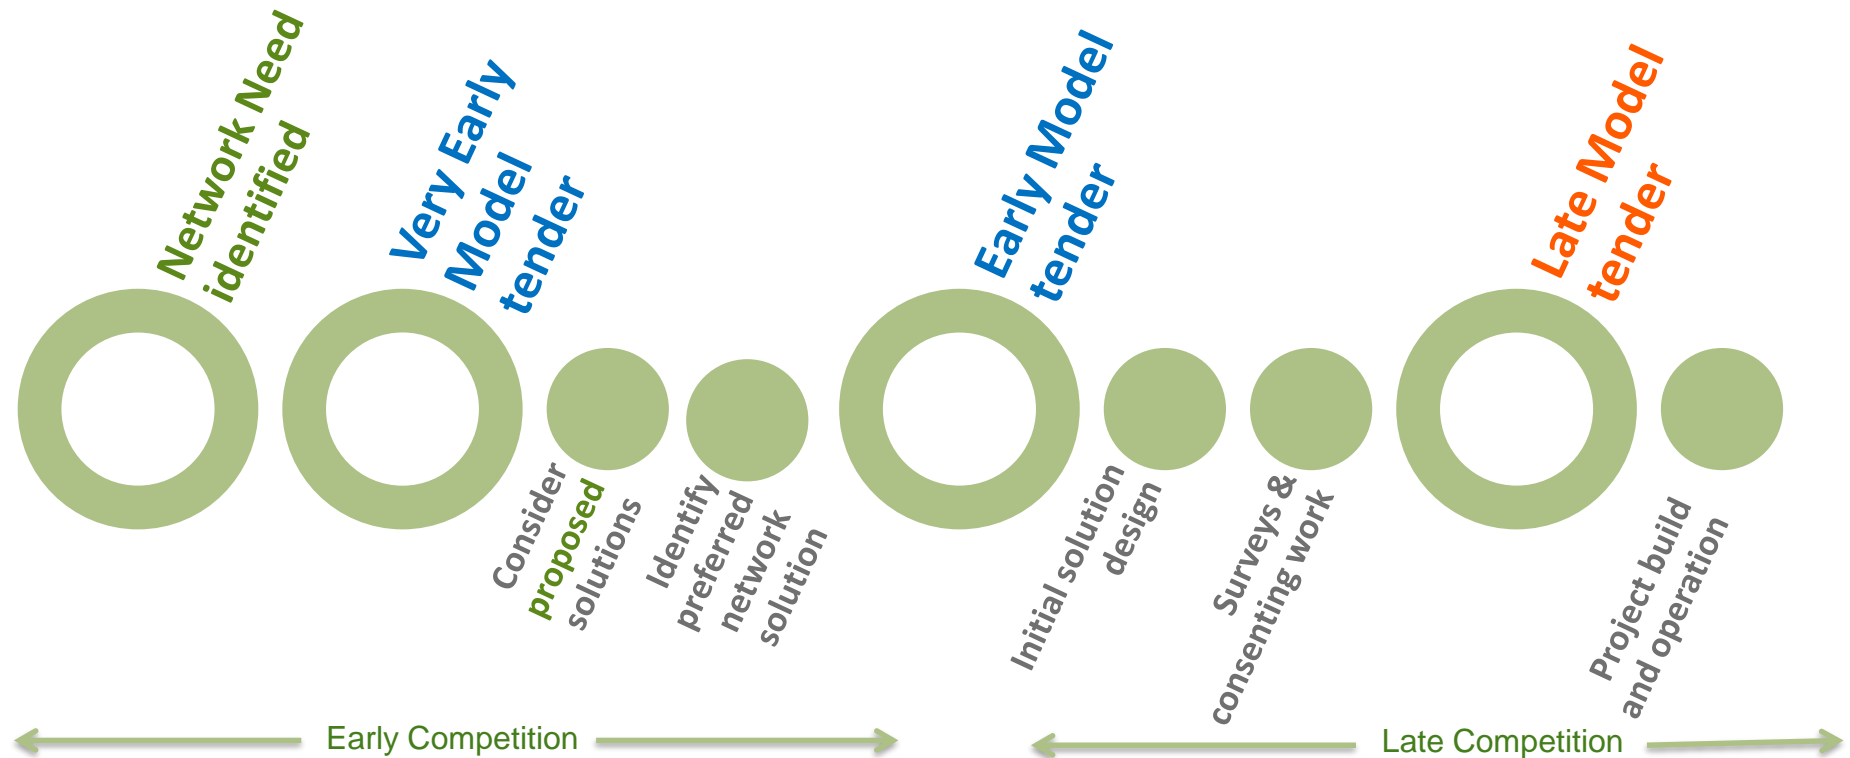 Network Need
identified
Very Early
Model
tender
Consider
proposed
solutions
Identify
preferred
network
solution
Early Model
tender
Initial solution
design
Surveys &
consenting work
Late Model
tender
Project build
and operation
Early Competition
Late Competition